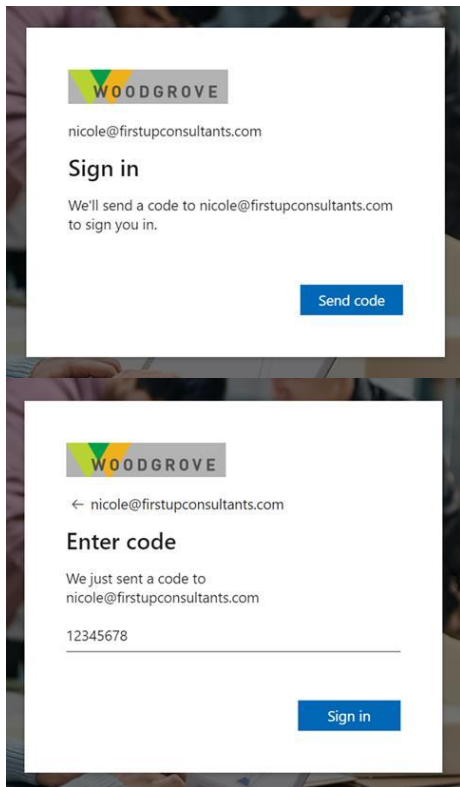 WOODGROVE
nicole@firstupconsultants.com
Sign in
We'll send a code to nicole@firstupconsultants.com
to sign you in.
Send code
WOODGROVE
← nicole@firstupconsultants.com
Enter code
We just sent a code to
nicole@firstupconsultants.com
12345678
Sign in